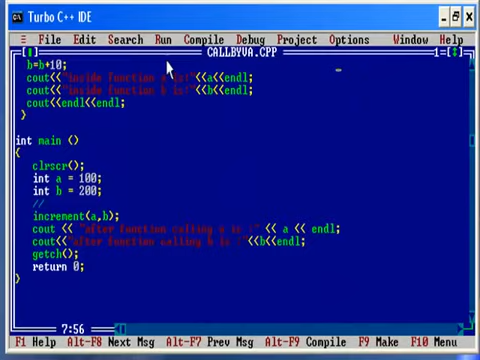 Turbo C++ IDE
≡ File Edit Search Run Compile Debug Project Options Window Help
[■] CALLBYVA.CPP 1=[↕]
b=b+10;
cout<<"inside function a is:"<<a<<endl;
cout<<"inside function b is:"<<b<<endl;
cout<<endl<<endl;
}
int main ()
{
clrscr();
int a = 100;
int b = 200;
//
increment(a,b);
cout << "after function calling a is :" << a << endl;
cout<<"after function calling b is :"<<b<<endl;
getch();
return 0;
}
7:56
F1 Help Alt-F8 Next Msg Alt-F7 Prev Msg Alt-F9 Compile F9 Make F10 Menu